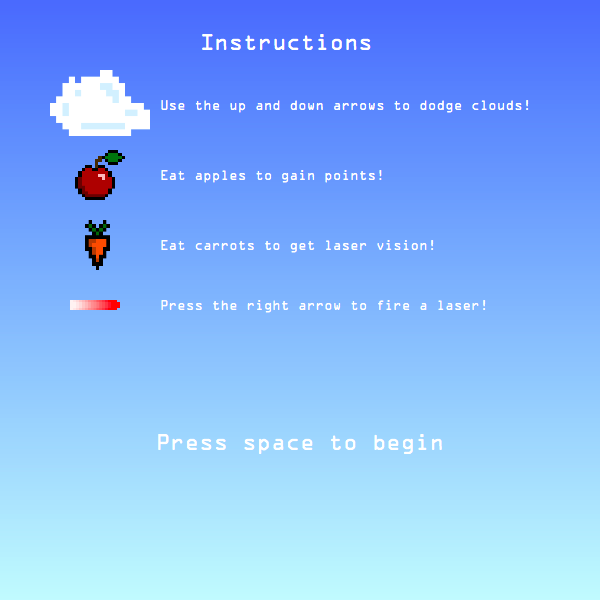 Instructions
Use the up and down arrows to dodge clouds!
Eat apples to gain points!
Eat carrots to get laser vision!
Press the right arrow to fire a laser!
Press space to begin